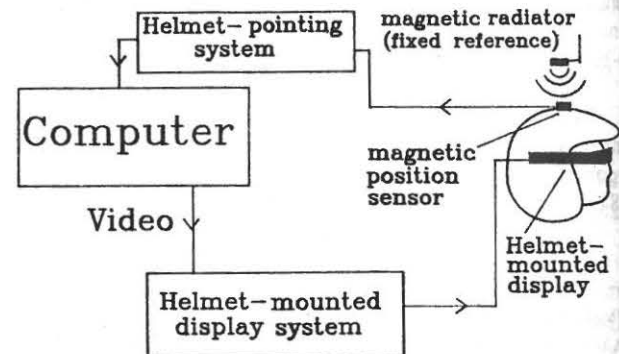 Helmet-pointing
system
magnetic radiator
(fixed reference)
Computer
magnetic
position
sensor
Video
Helmet-
mounted
display
Helmet-mounted
display system